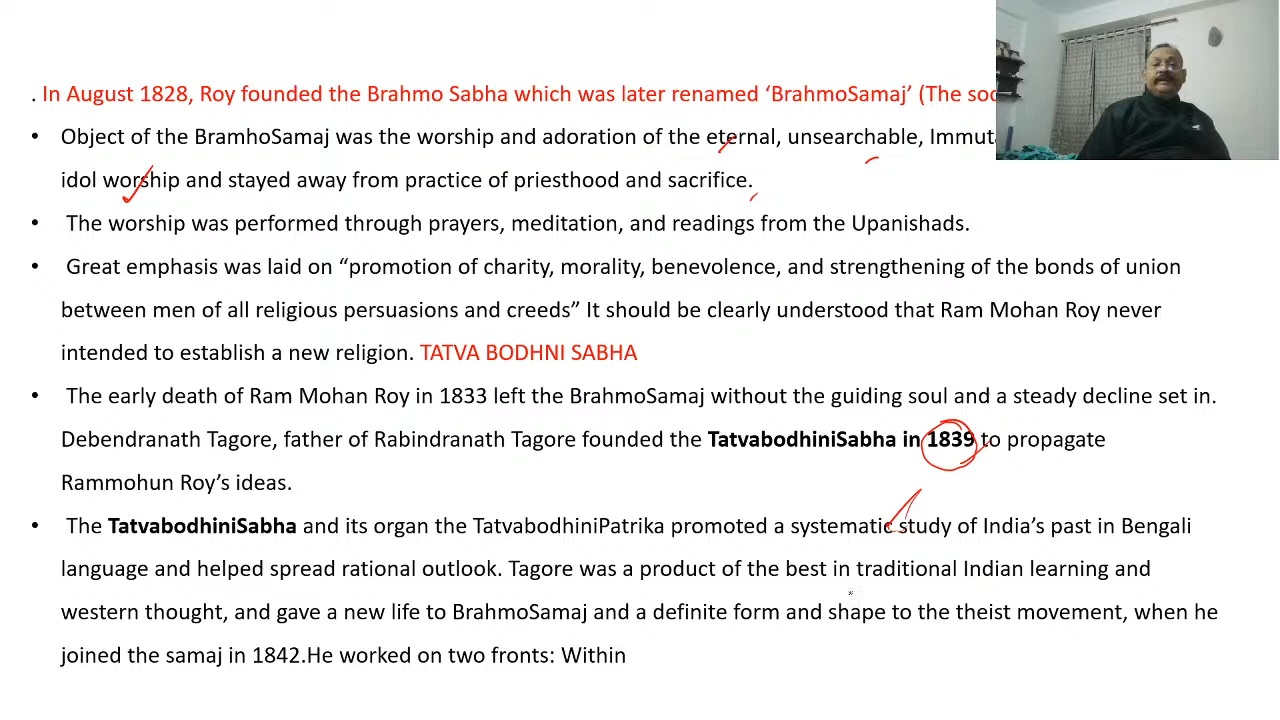 . In August 1828, Roy founded the Brahmo Sabha which was later renamed ‘BrahmoSamaj’ (The
• Object of the BramhoSamaj was the worship and adoration of the eternal, unsearchable,
idol worship and stayed away from practice of priesthood and sacrifice.
• The worship was performed through prayers, meditation, and readings from the Upanishads.
• Great emphasis was laid on “promotion of charity, morality, benevolence, and strengthening of the bonds of union
between men of all religious persuasions and creeds” It should be clearly understood that Ram Mohan Roy never
intended to establish a new religion. TATVA BODHNI SABHA
• The early death of Ram Mohan Roy in 1833 left the BrahmoSamaj without the guiding soul and a steady decline set in.
Debendranath Tagore, father of Rabindranath Tagore founded the TatvabodhiniSabha in 1839 to propagate
Rammohun Roy’s ideas.
• The TatvabodhiniSabha and its organ the TatvabodhiniPatrika promoted a systematic study of India’s past in Bengali
language and helped spread rational outlook. Tagore was a product of the best in traditional Indian learning and
western thought, and gave a new life to BrahmoSamaj and a definite form and shape to the theist movement, when he
joined the samaj in 1842.He worked on two fronts: Within